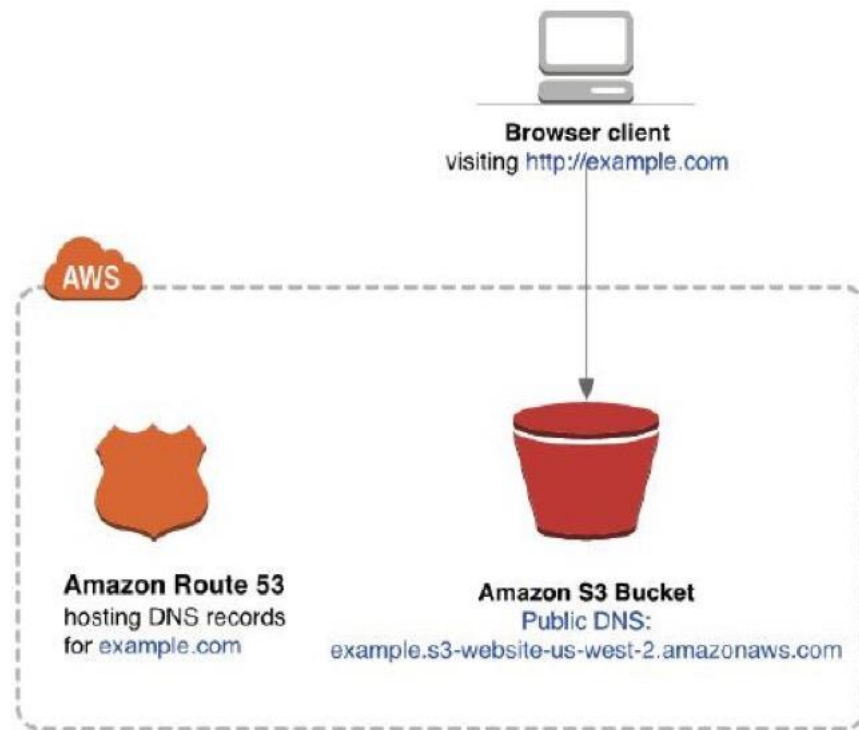 Browser client
visiting http://example.com
AWS
Amazon Route 53
hosting DNS records
for example.com
Amazon S3 Bucket
Public DNS:
example.s3-website-us-west-2.amazonaws.com